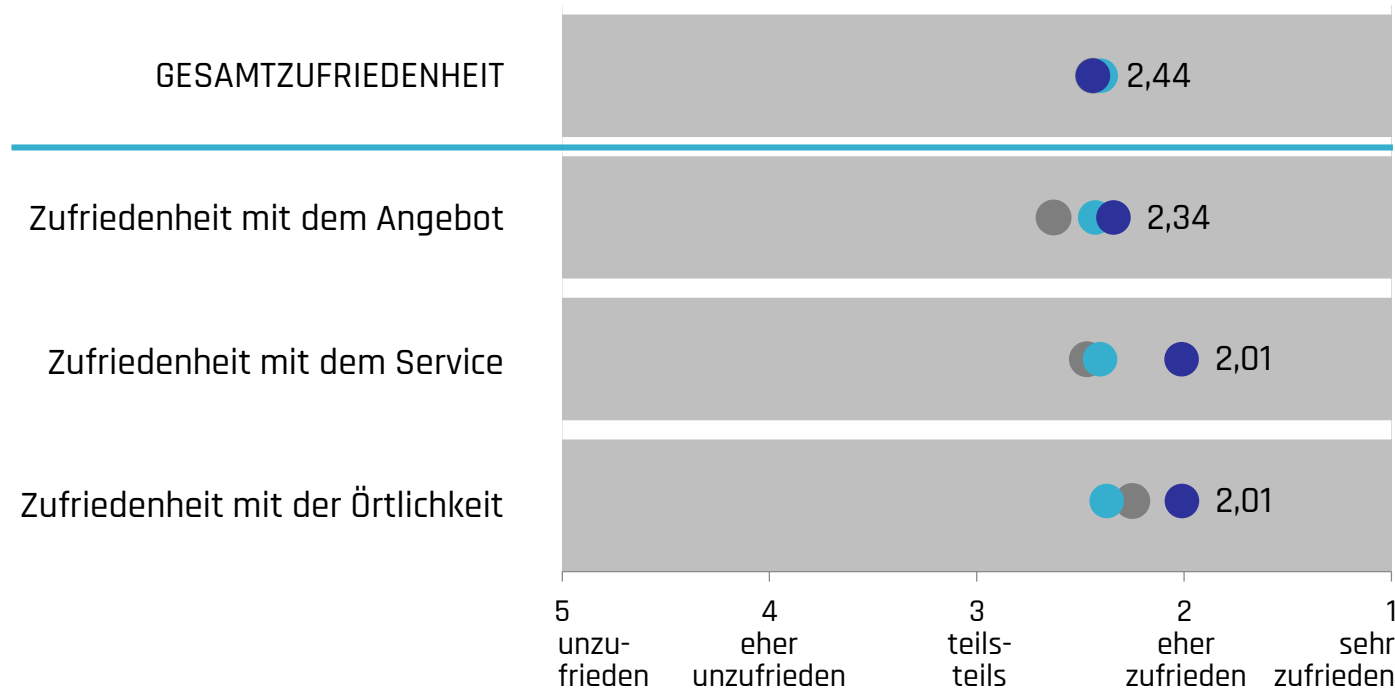 GESAMTZUFRIEDENHEIT
2,44
Zufriedenheit mit dem Angebot
2,34
Zufriedenheit mit dem Service
2,01
Zufriedenheit mit der Örtlichkeit
2,01
5
4
3
2
1
unzu-
frieden
eher
unzufrieden
teils-
teils
eher
zufrieden
sehr
zufrieden